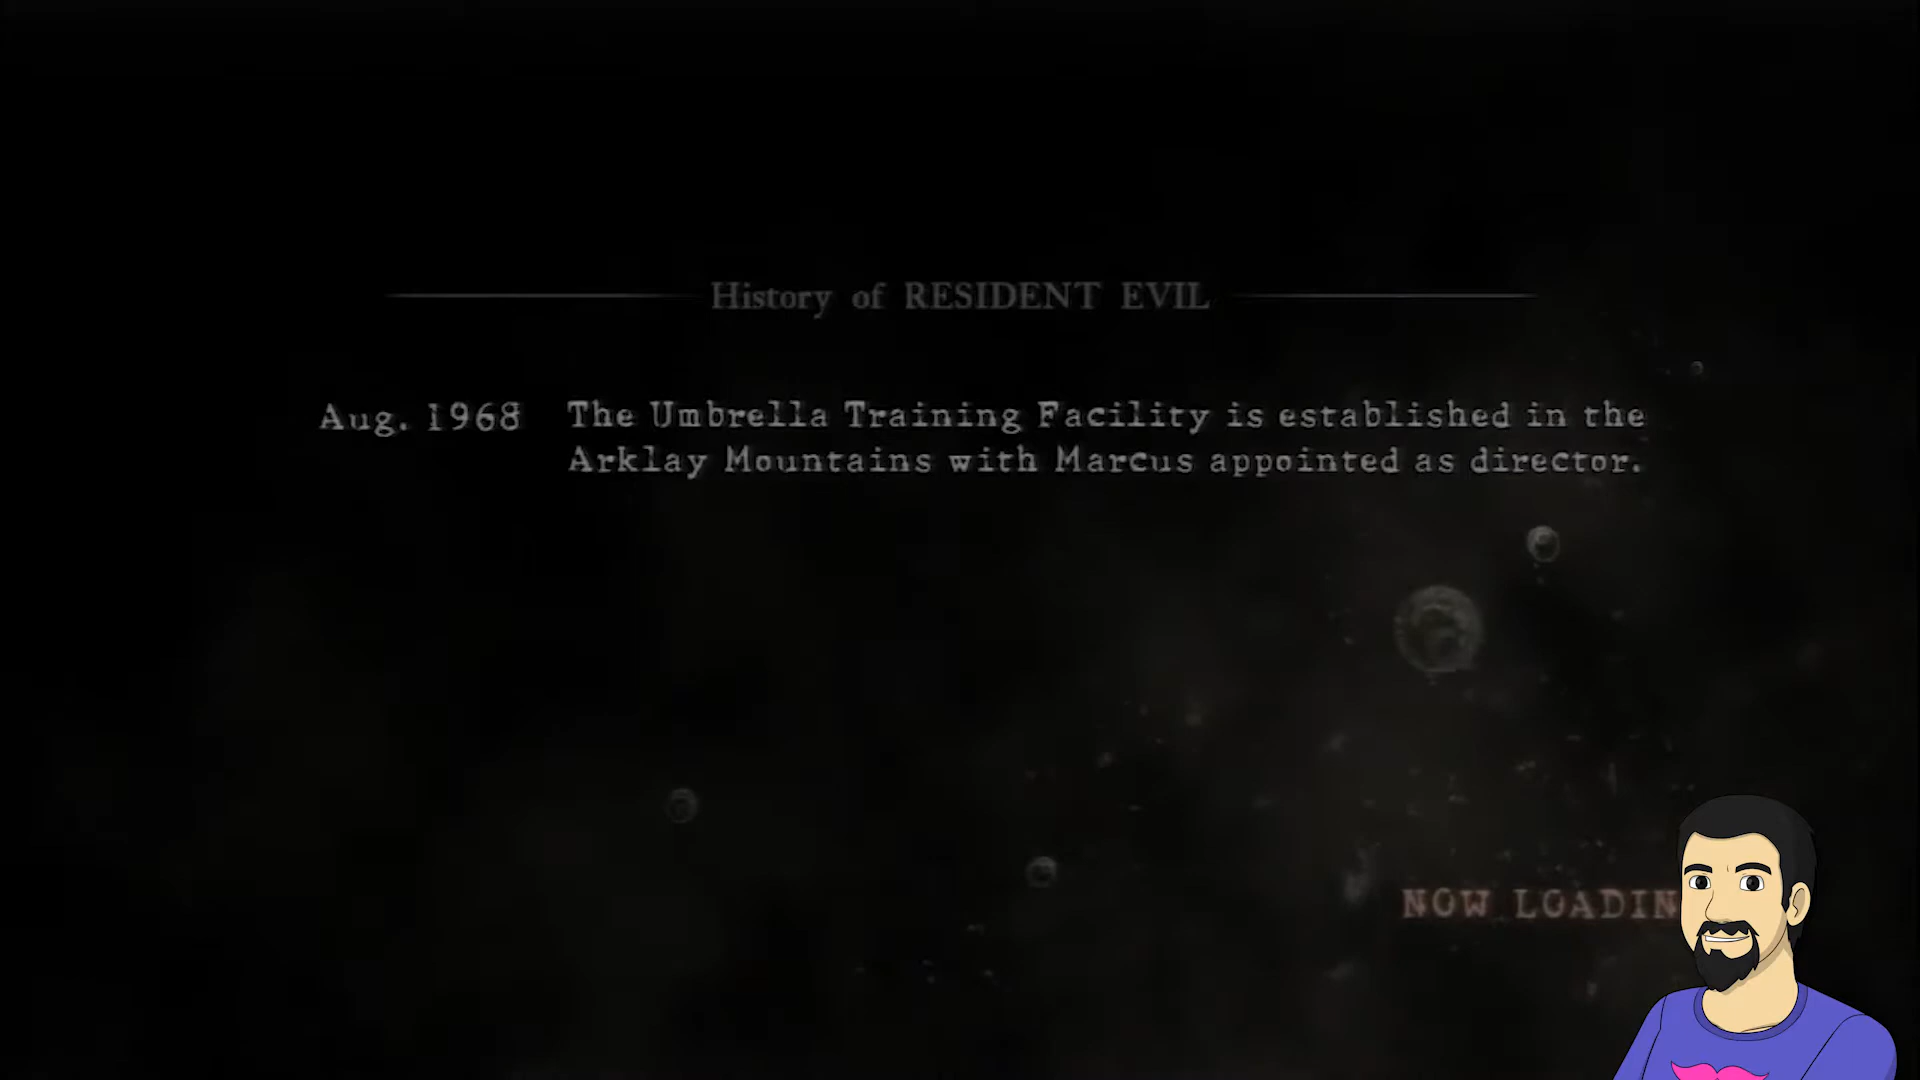 History of RESIDENT EVIL
Aug. 1968 The Umbrella Training Facility is established in the
Arklay Mountains with Marcus appointed as director.
NOW LOADIN